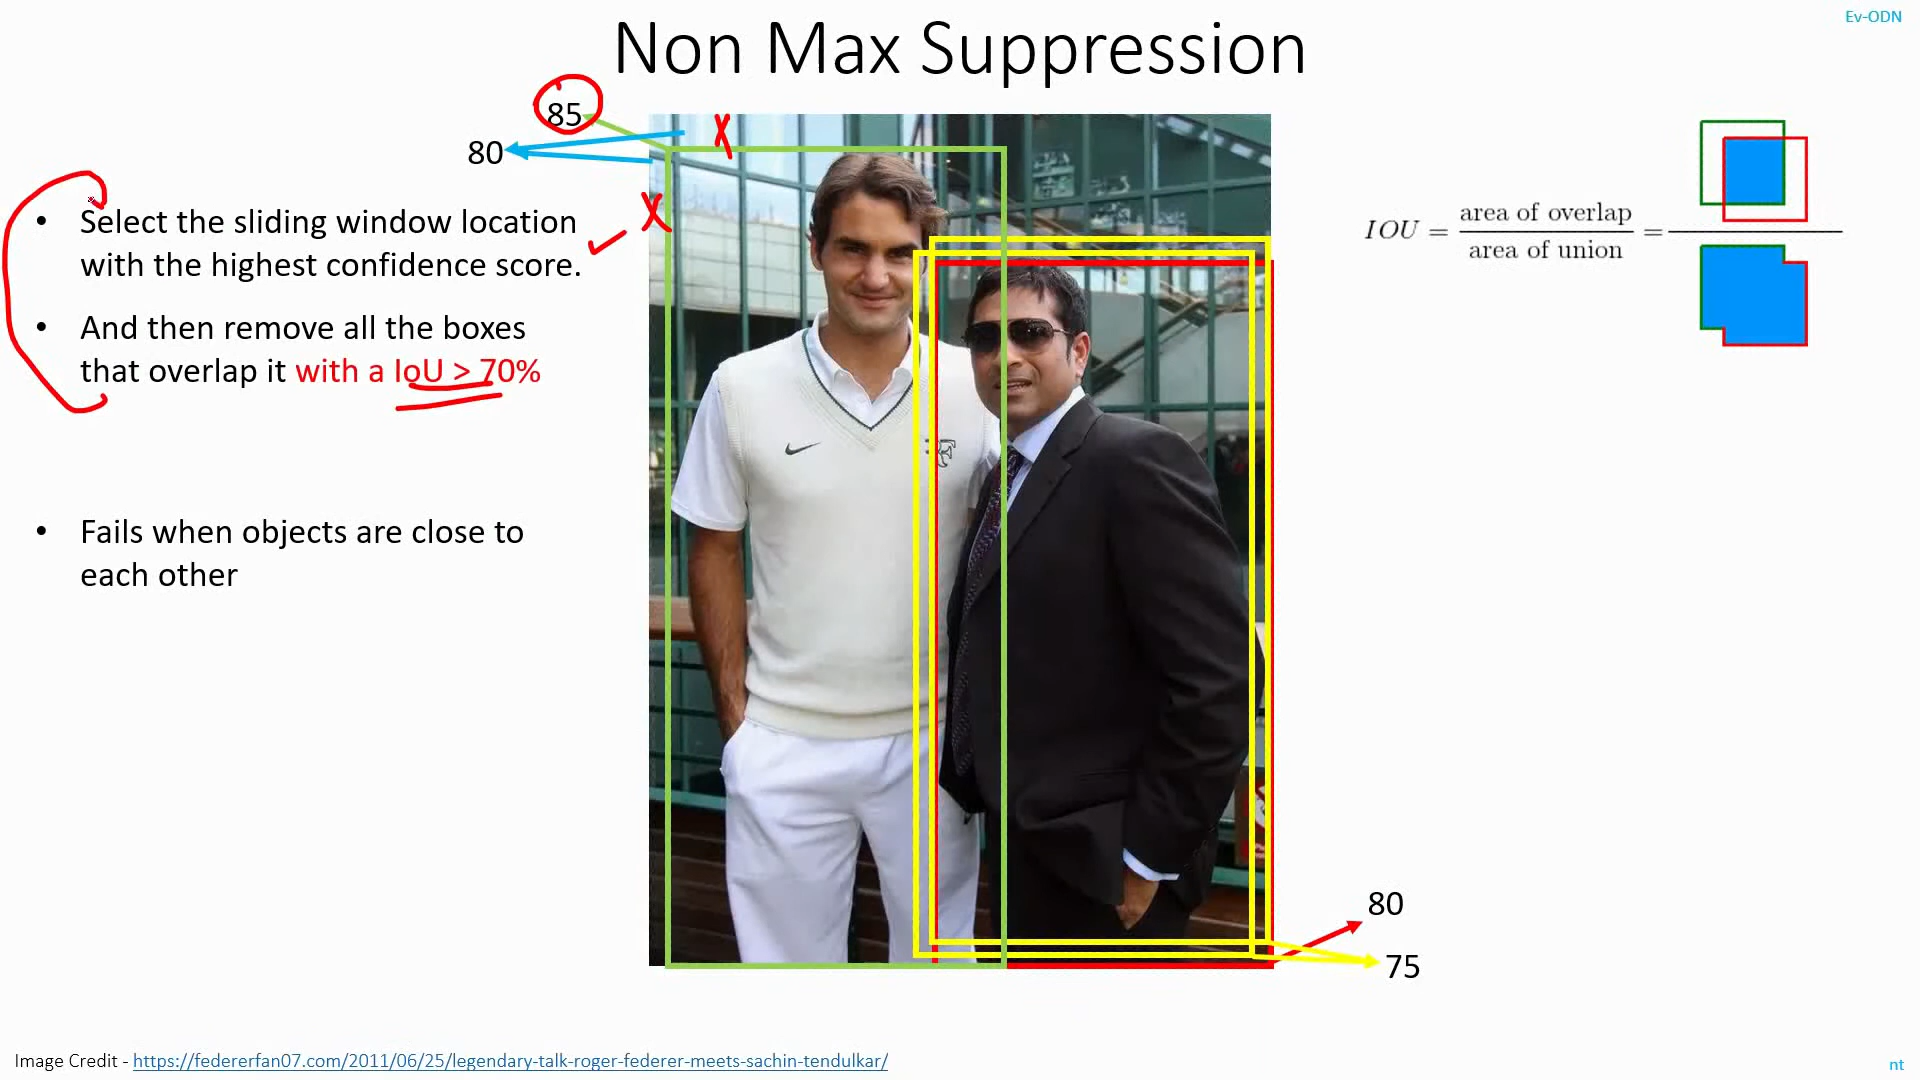 Ev-ODN
Non Max Suppression
85
80
• Select the sliding window location
with the highest confidence score.
• And then remove all the boxes
that overlap it with a IoU > 70%
• Fails when objects are close to
each other
IOU = area of overlap / area of union =
80
75
Image Credit - https://federerfan07.com/2011/06/25/legendary-talk-roger-federer-meets-sachin-tendulkar/
nt